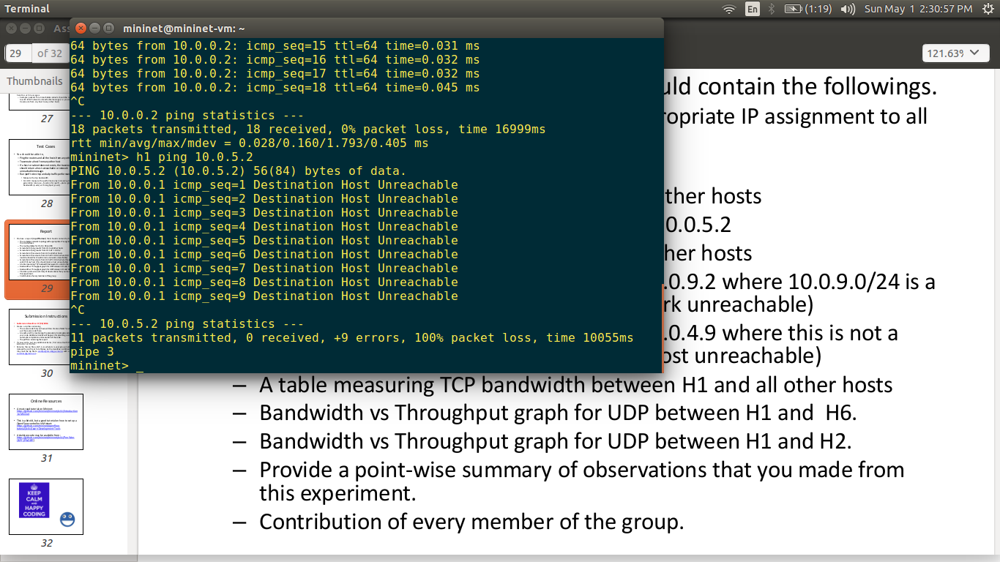 Terminal
En
(1:19)
Sun May 1 2:30:57 PM
As
mininet@mininet-vm: ~
29
of 32
121.63%
Thumbnails
64 bytes from 10.0.0.2: icmp_seq=15 ttl=64 time=0.031 ms
64 bytes from 10.0.0.2: icmp_seq=16 ttl=64 time=0.032 ms
64 bytes from 10.0.0.2: icmp_seq=17 ttl=64 time=0.032 ms
64 bytes from 10.0.0.2: icmp_seq=18 ttl=64 time=0.045 ms
^C
--- 10.0.0.2 ping statistics ---
18 packets transmitted, 18 received, 0% packet loss, time 16999ms
rtt min/avg/max/mdev = 0.028/0.160/1.793/0.405 ms
mininet> h1 ping 10.0.5.2
PING 10.0.5.2 (10.0.5.2) 56(84) bytes of data.
From 10.0.0.1 icmp_seq=1 Destination Host Unreachable
From 10.0.0.1 icmp_seq=2 Destination Host Unreachable
From 10.0.0.1 icmp_seq=3 Destination Host Unreachable
From 10.0.0.1 icmp_seq=4 Destination Host Unreachable
From 10.0.0.1 icmp_seq=5 Destination Host Unreachable
From 10.0.0.1 icmp_seq=6 Destination Host Unreachable
From 10.0.0.1 icmp_seq=7 Destination Host Unreachable
From 10.0.0.1 icmp_seq=8 Destination Host Unreachable
From 10.0.0.1 icmp_seq=9 Destination Host Unreachable
^C
--- 10.0.5.2 ping statistics ---
11 packets transmitted, 0 received, +9 errors, 100% packet loss, time 10055ms
pipe 3
mininet> _
uld contain the followings.
ropriate IP assignment to all
ther hosts
0.0.5.2
her hosts
.0.9.2 where 10.0.9.0/24 is a
rk unreachable)
.0.4.9 where this is not a
ost unreachable)
– A table measuring TCP bandwidth between H1 and all other hosts
– Bandwidth vs Throughput graph for UDP between H1 and H6.
– Bandwidth vs Throughput graph for UDP between H1 and H2.
– Provide a point-wise summary of observations that you made from
this experiment.
– Contribution of every member of the group.
27
Test Cases
28
Report
29
Submission Instructions
30
Online Resources
31
KEEP
CALM
HAPPY
CODING
32